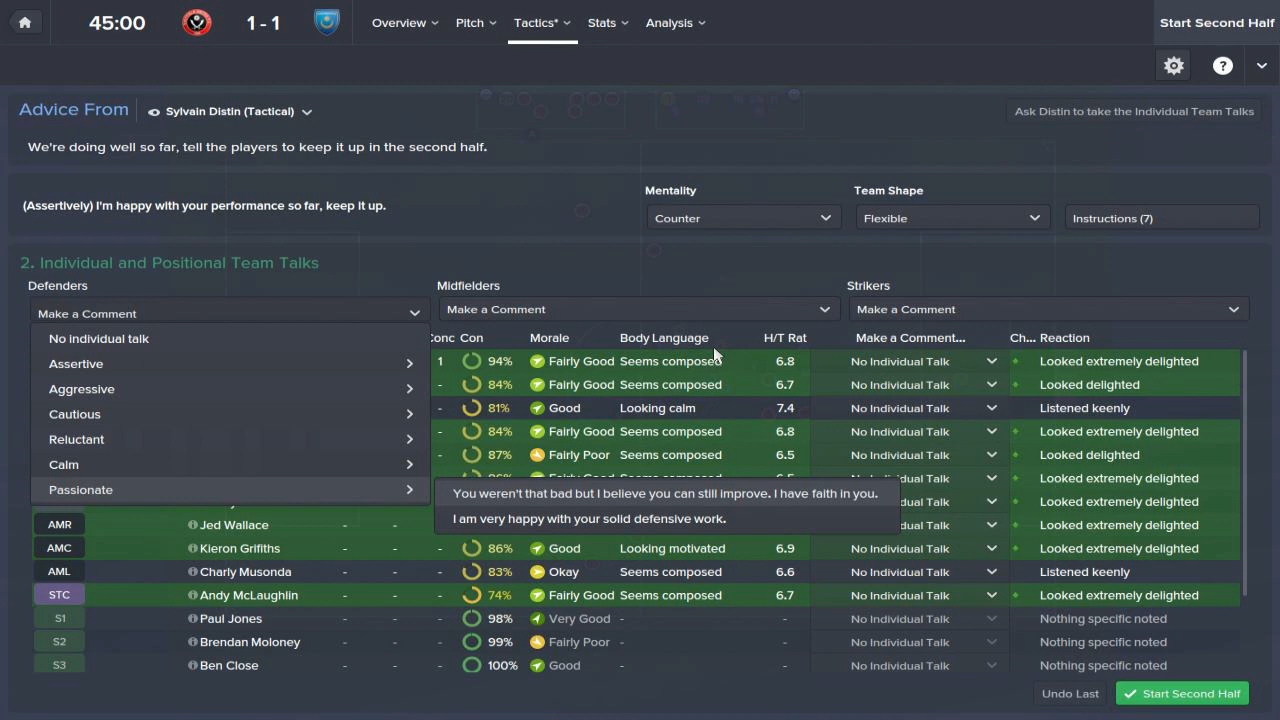 45:00 1 - 1 Overview Pitch Tactics* Stats Analysis Start Second Half
?
Advice From Sylvain Distin (Tactical) Ask Distin to take the Individual Team Talks
We're doing well so far, tell the players to keep it up in the second half.
Mentality Team Shape
(Assertively) I'm happy with your performance so far, keep it up.
Counter Flexible Instructions (7)
2. Individual and Positional Team Talks
Defenders Midfielders Strikers
Make a Comment Make a Comment Make a Comment
No individual talk Conc Con Morale Body Language H/T Rat Make a Comment... Ch... Reaction
Assertive 1 94% Fairly Good Seems composed 6.8 No Individual Talk Looked extremely delighted
Aggressive - 84% Fairly Good Seems composed 6.7 No Individual Talk Looked delighted
Cautious - 81% Good Looking calm 7.4 No Individual Talk Listened keenly
Reluctant - 84% Fairly Good Seems composed 6.8 No Individual Talk Looked extremely delighted
Calm - 87% Fairly Poor Seems composed 6.5 No Individual Talk Looked delighted
No Individual Talk Looked extremely delighted
Passionate
You weren't that bad but I believe you can still improve. I have faith in you.
No Individual Talk Looked extremely delighted
I am very happy with your solid defensive work.
AMR Jed Wallace - - No Individual Talk Looked extremely delighted
AMC Kieron Grifiths - - - 86% Good Looking motivated 6.9 No Individual Talk Looked extremely delighted
AML Charly Musonda - - - 83% Okay Seems composed 6.6 No Individual Talk Listened keenly
STC Andy McLaughlin - - - 74% Fairly Good Seems composed 6.7 No Individual Talk Looked extremely delighted
S1 Paul Jones - - - 98% Very Good - - No Individual Talk Nothing specific noted
S2 Brendan Moloney - - - 99% Fairly Poor - - No Individual Talk Nothing specific noted
S3 Ben Close - - - 100% Good - - No Individual Talk Nothing specific noted
Undo Last Start Second Half